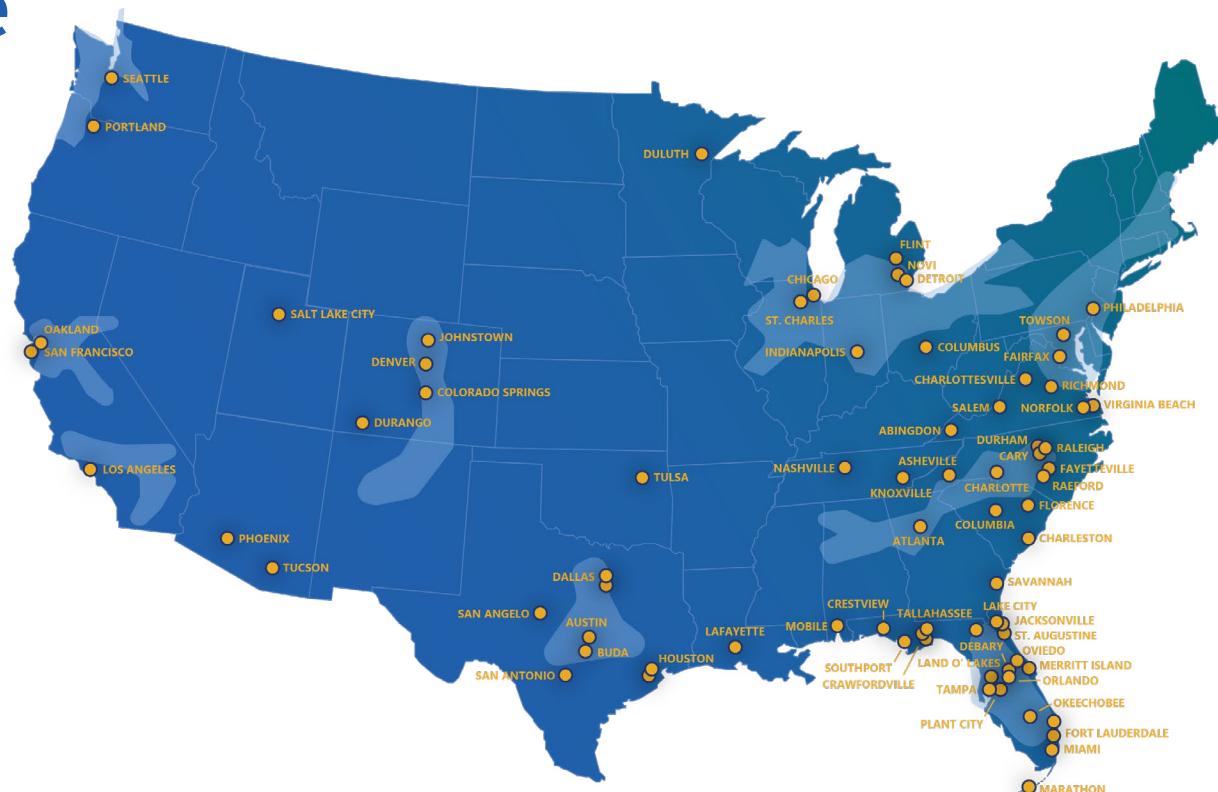 e
SEATTLE
PORTLAND
DULUTH
FLINT
NOVI
DETROIT
CHICAGO
ST. CHARLES
SALT LAKE CITY
OAKLAND
SAN FRANCISCO
JOHNSTOWN
DENVER
COLORADO SPRINGS
DURANGO
INDIANAPOLIS
COLUMBUS
PHILADELPHIA
TOWSON
FAIRFAX
CHARLOTTESVILLE
RICHMOND
SALEM
NORFOLK
VIRGINIA BEACH
ABINGDON
DURHAM
RALEIGH
CARY
LOS ANGELES
TULSA
NASHVILLE
ASHEVILLE
FAYETTEVILLE
KNOXVILLE
CHARLOTTE
RAEFORD
FLORENCE
COLUMBIA
PHOENIX
ATLANTA
CHARLESTON
TUCSON
DALLAS
SAVANNAH
SAN ANGELO
CRESTVIEW
TALLAHASSEE
LAKE CITY
AUSTIN
MOBILE
JACKSONVILLE
LAFAYETTE
ST. AUGUSTINE
DEBARY
OVIEDO
BUDA
HOUSTON
SOUTHPORT
LAND O' LAKES
MERRITT ISLAND
SAN ANTONIO
CRAWFORDVILLE
ORLANDO
TAMPA
OKEECHOBEE
PLANT CITY
FORT LAUDERDALE
MIAMI
MARATHON